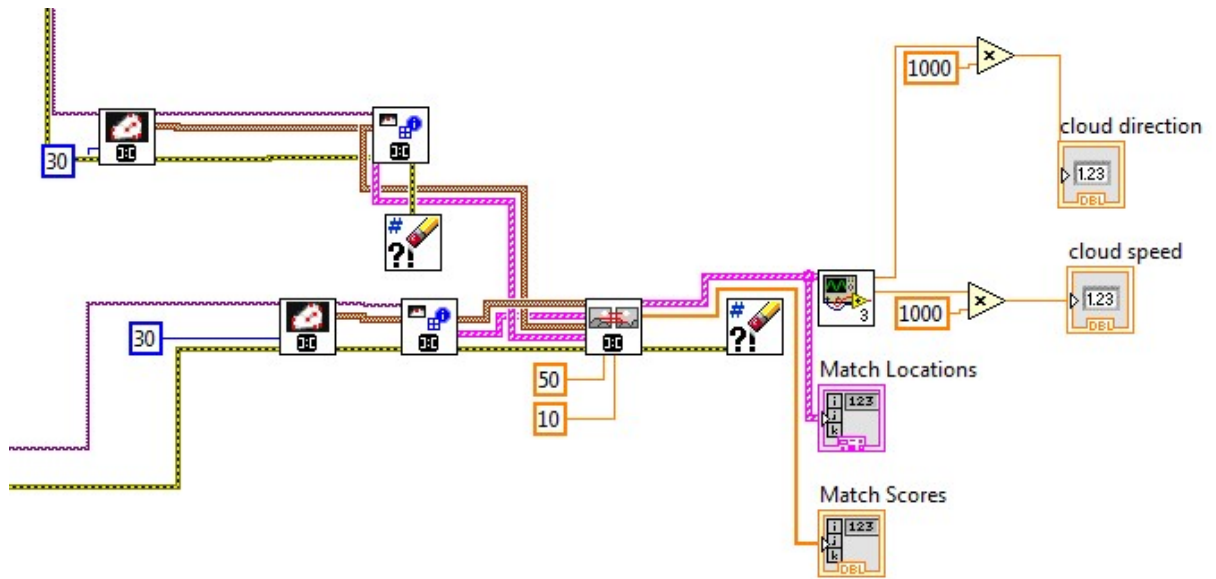 1000
×
cloud direction
1.23
DBL
30
#
?!
cloud speed
1.23
DBL
1000
×
3
30
#
?!
50
10
Match Locations
i
j
k
123
Match Scores
i
j
k
123
DBL